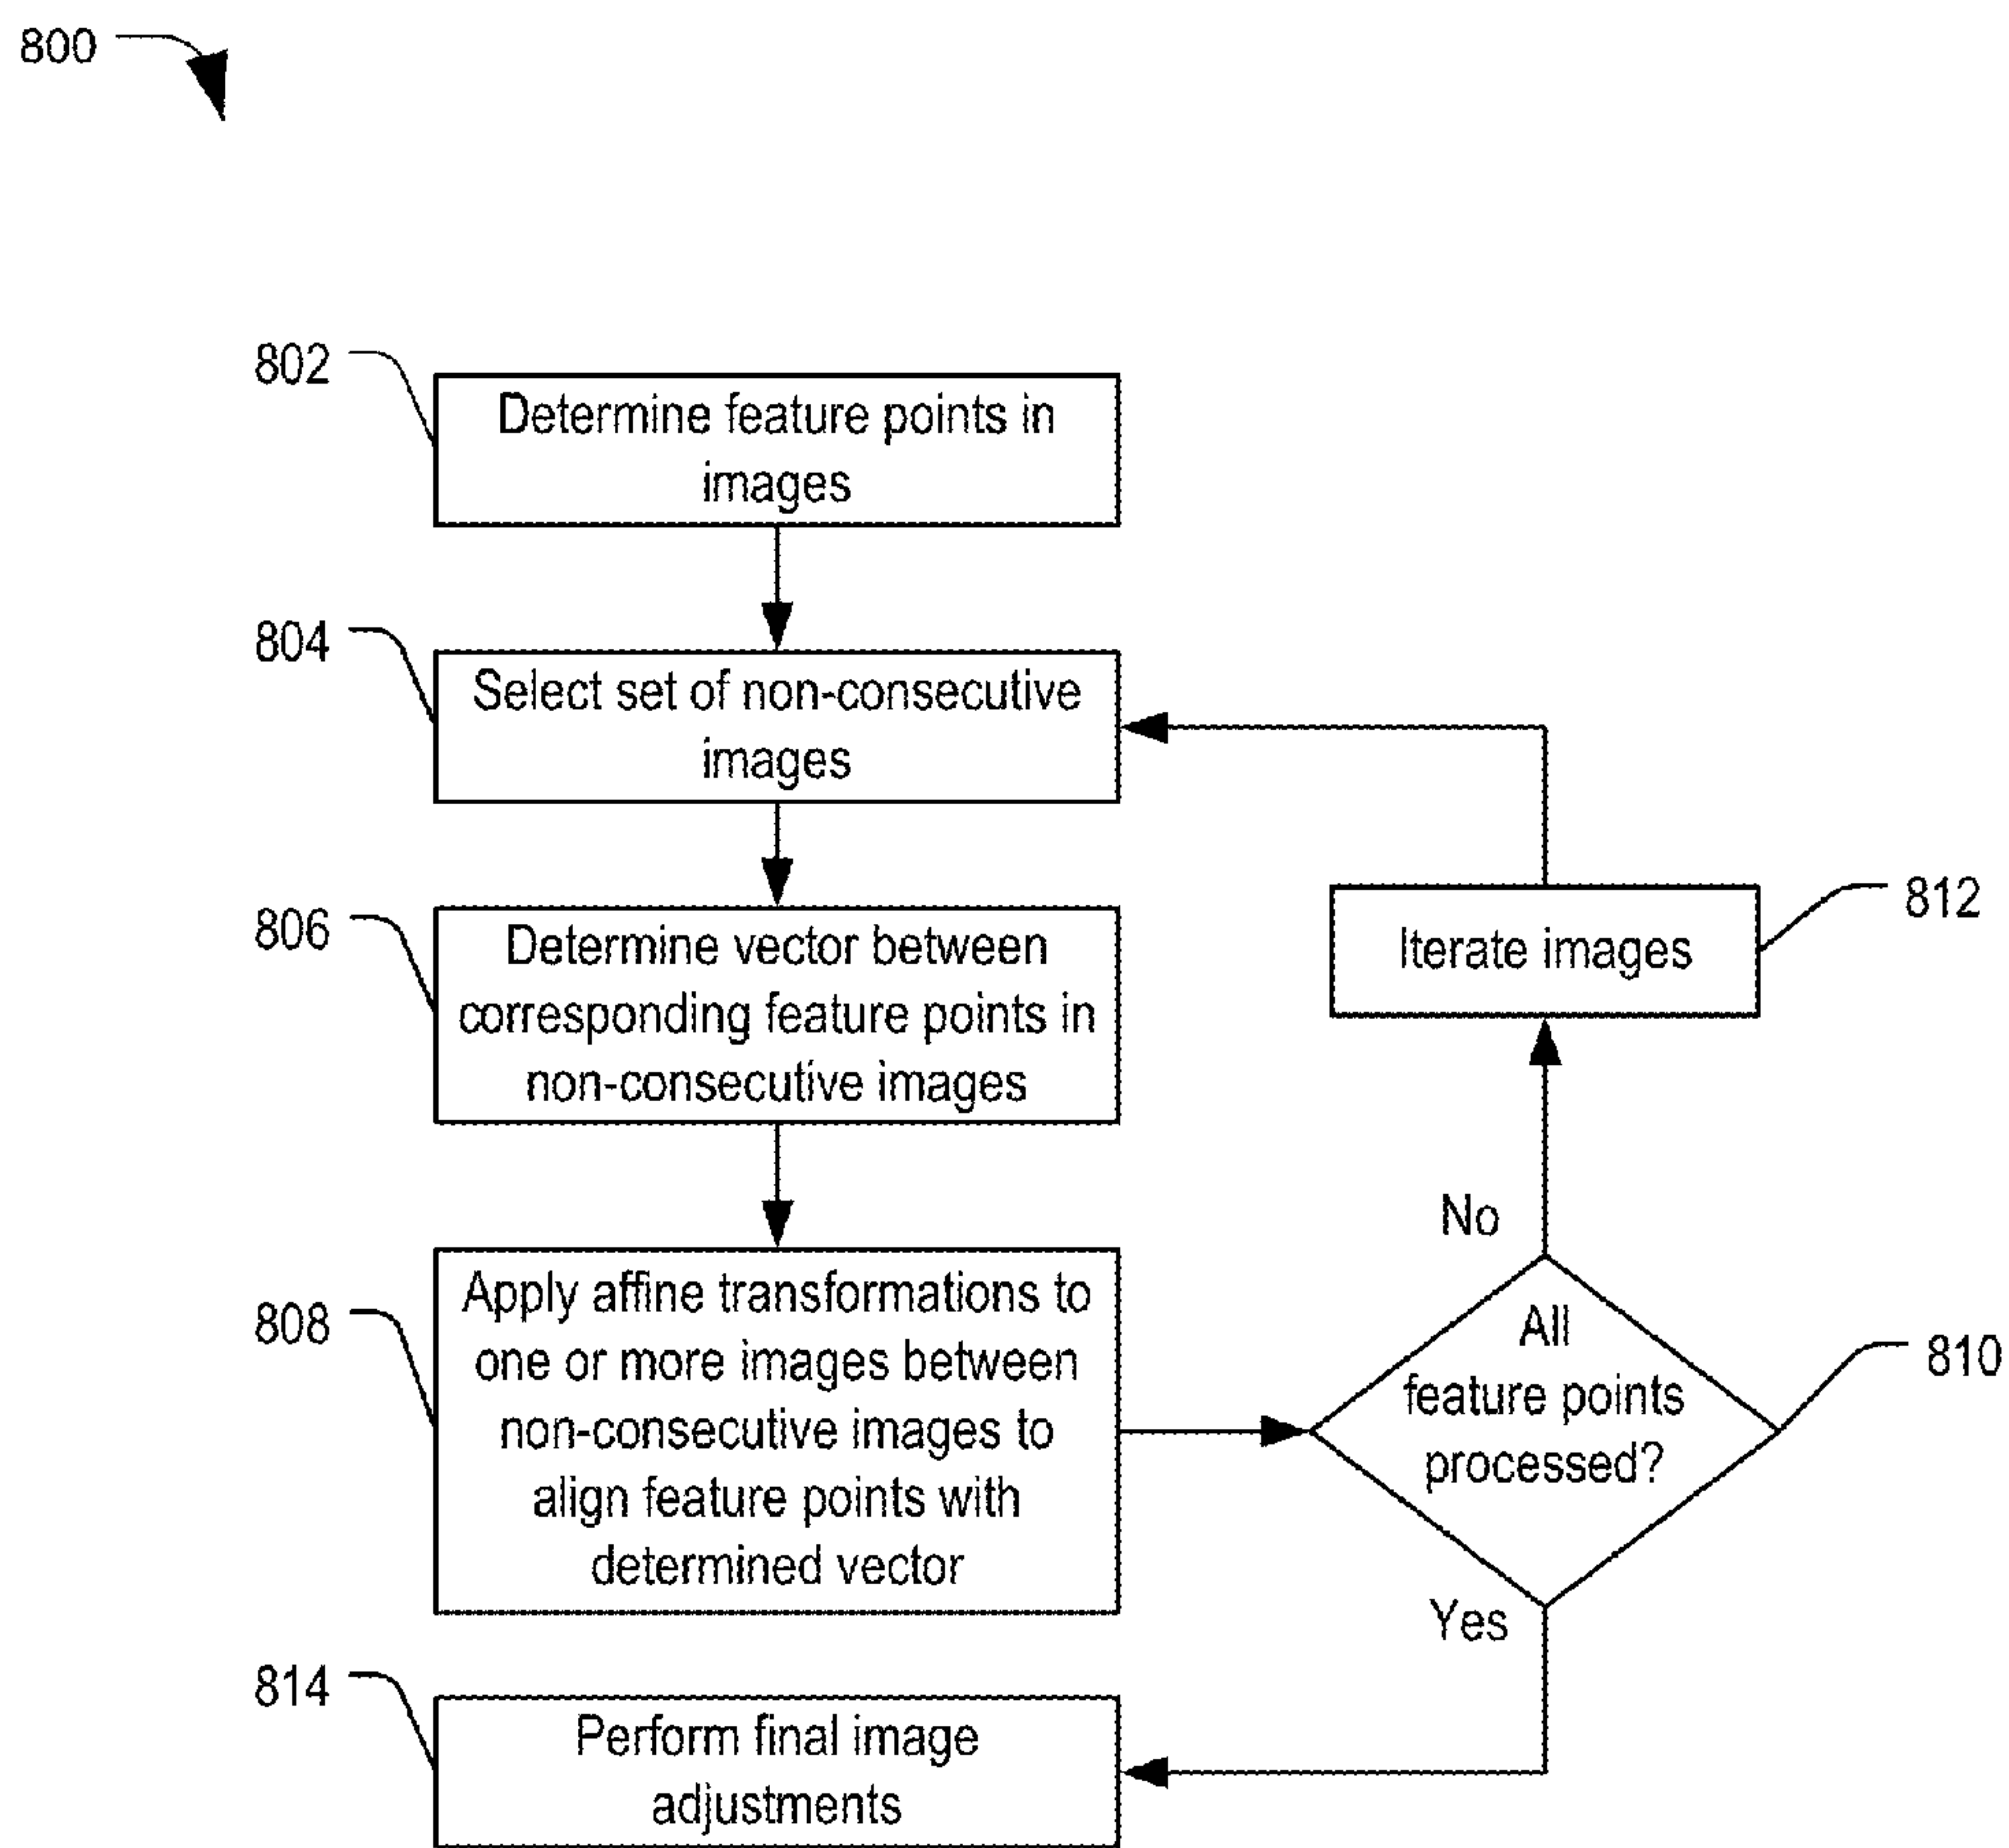 800
802
Determine feature points in
images
804
Select set of non-consecutive
images
806
Determine vector between
corresponding feature points in
non-consecutive images
812
Iterate images
808
Apply affine transformations to
one or more images between
non-consecutive images to
align feature points with
determined vector
No
All
feature points
processed?
810
Yes
814
Perform final image
adjustments